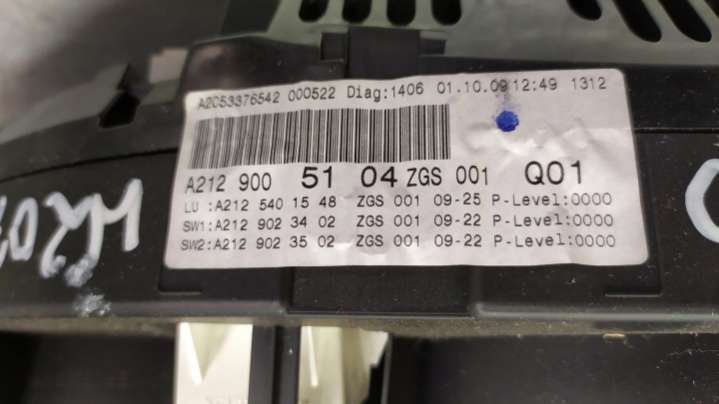 A2C53376542 000522 Diag:1406 01.10.09 12:49 1312
A212 900 51 04 ZGS 001 Q01
LU :A212 540 15 48 ZGS 001 09-25 P-Level:0000
SW1:A212 902 34 02 ZGS 001 09-22 P-Level:0000
SW2:A212 902 35 02 ZGS 001 09-22 P-Level:0000